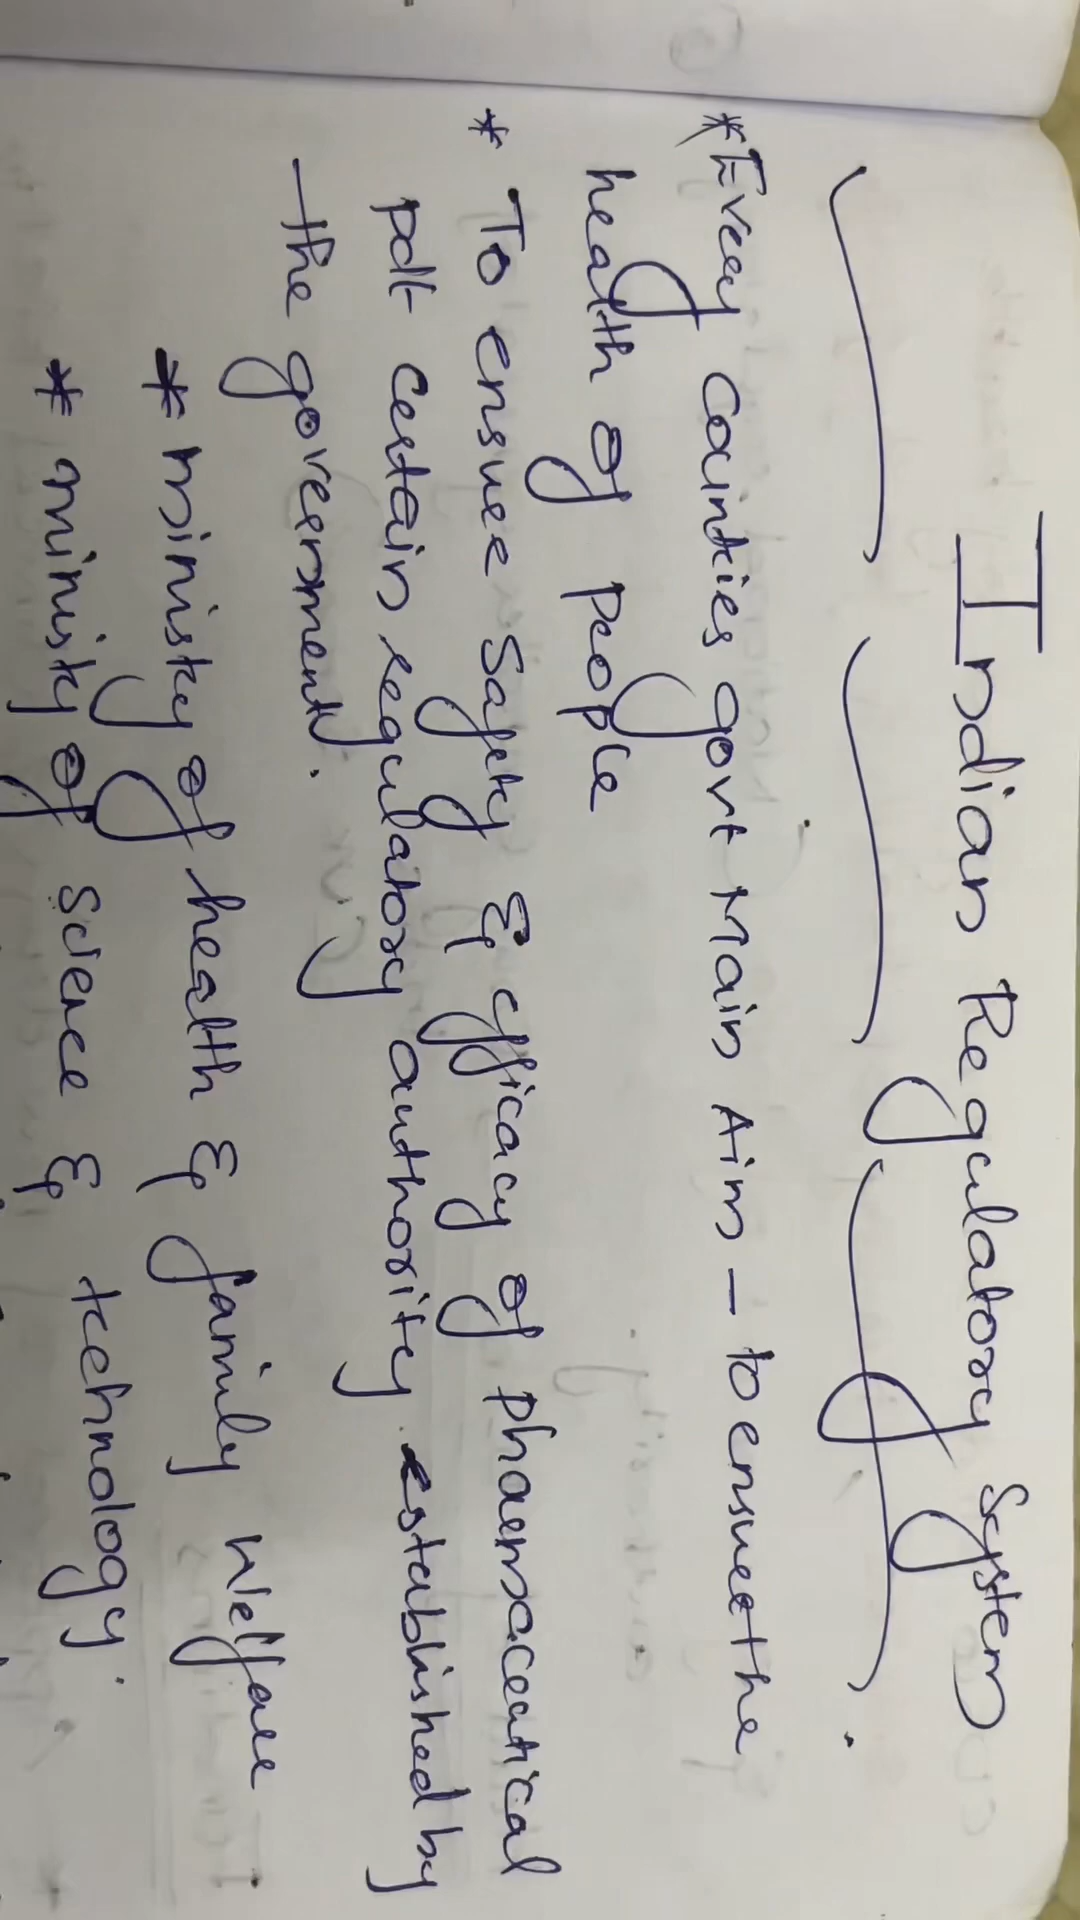 Indian Regulatory System
* Every countries govt Main Aim - to ensure the
health of people
* To ensure Safety & efficacy of pharmaceutical
pdt certain regulatory authority established by
the government.
* ministry of health & family welfare
* ministry of science & technology.